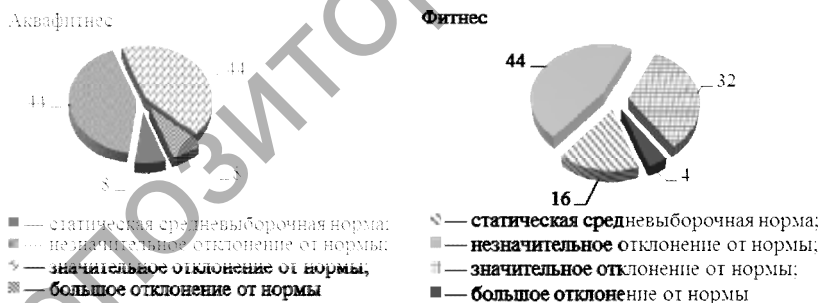 Аквафитнес
44
44
8
8
— статическая средневыборочная норма;
— незначительное отклонение от нормы;
— значительное отклонение от нормы;
— большое отклонение от нормы
Фитнес
44
32
16
4
— статическая средневыборочная норма;
— незначительное отклонение от нормы;
— значительное отклонение от нормы;
— большое отклонение от нормы